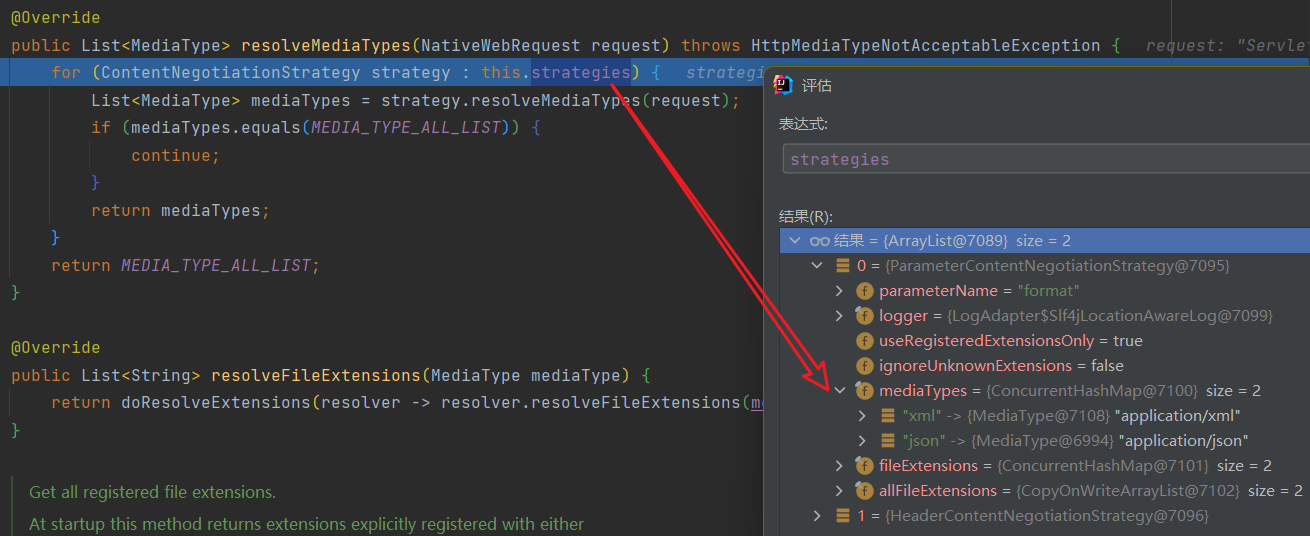 @Override
public List<MediaType> resolveMediaTypes(NativeWebRequest request) throws HttpMediaTypeNotAcceptableException {   request: "Servlet
for (ContentNegotiationStrategy strategy : this.strategies) {   strategi
List<MediaType> mediaTypes = strategy.resolveMediaTypes(request);
if (mediaTypes.equals(MEDIA_TYPE_ALL_LIST)) {
continue;
}
return mediaTypes;
}
return MEDIA_TYPE_ALL_LIST;
}
@Override
public List<String> resolveFileExtensions(MediaType mediaType) {
return doResolveExtensions(resolver -> resolver.resolveFileExtensions(me
}
Get all registered file extensions.
At startup this method returns extensions explicitly registered with either
评估
表达式:
strategies
结果(R):
结果 = {ArrayList@7089} size = 2
0 = {ParameterContentNegotiationStrategy@7095}
parameterName = "format"
logger = {LogAdapter$Slf4jLocationAwareLog@7099}
useRegisteredExtensionsOnly = true
ignoreUnknownExtensions = false
mediaTypes = {ConcurrentHashMap@7100} size = 2
"xml" -> {MediaType@7108} "application/xml"
"json" -> {MediaType@6994} "application/json"
fileExtensions = {ConcurrentHashMap@7101} size = 2
allFileExtensions = {CopyOnWriteArrayList@7102} size = 2
1 = {HeaderContentNegotiationStrategy@7096}